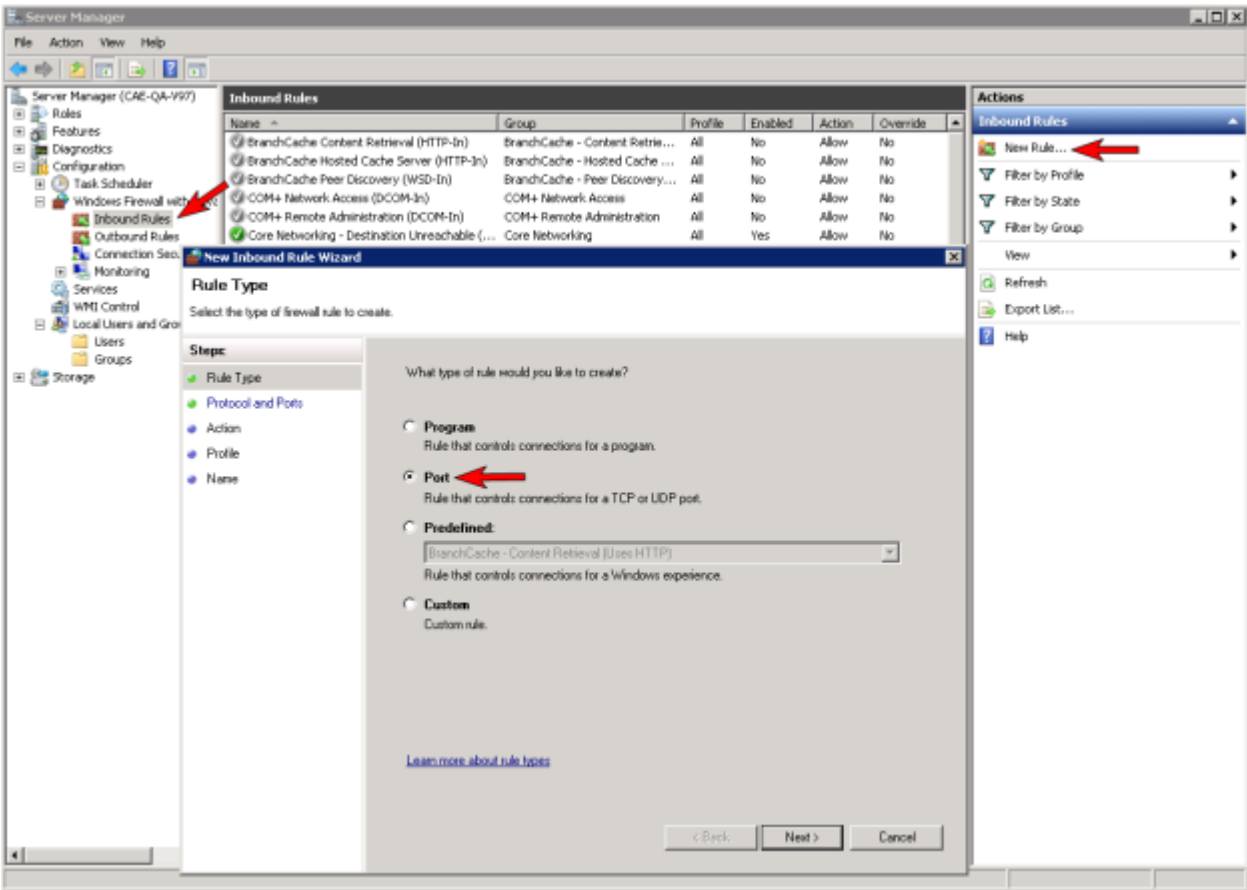 Server Manager
File Action View Help
Server Manager (CAE-QA-V97)
Roles
Features
Diagnostics
Configuration
Task Scheduler
Windows Firewall with
Inbound Rules
Outbound Rules
Connection Sec
Monitoring
Services
WMI Control
Local Users and Gro
Users
Groups
Storage
Inbound Rules
Name Group Profile Enabled Action Override
BranchCache Content Retrieval (HTTP-In) BranchCache - Content Retrie... All No Allow No
BranchCache Hosted Cache Server (HTTP-In) BranchCache - Hosted Cache ... All No Allow No
BranchCache Peer Discovery (WSD-In) BranchCache - Peer Discovery... All No Allow No
COM+ Network Access (DCOM-In) COM+ Network Access All No Allow No
COM+ Remote Administration (DCOM-In) COM+ Remote Administration All No Allow No
Core Networking - Destination Unreachable (... Core Networking All Yes Allow No
New Inbound Rule Wizard
Rule Type
Select the type of firewall rule to create.
Steps:
Rule Type
Protocol and Ports
Action
Profile
Name
What type of rule would you like to create?
Program
Rule that controls connections for a program.
Port
Rule that controls connections for a TCP or UDP port.
Predefined:
BranchCache - Content Retrieval (Uses HTTP)
Rule that controls connections for a Windows experience.
Custom
Custom rule.
Learn more about rule types
< Back Next > Cancel
Actions
Inbound Rules
New Rule...
Filter by Profile
Filter by State
Filter by Group
View
Refresh
Export List...
Help